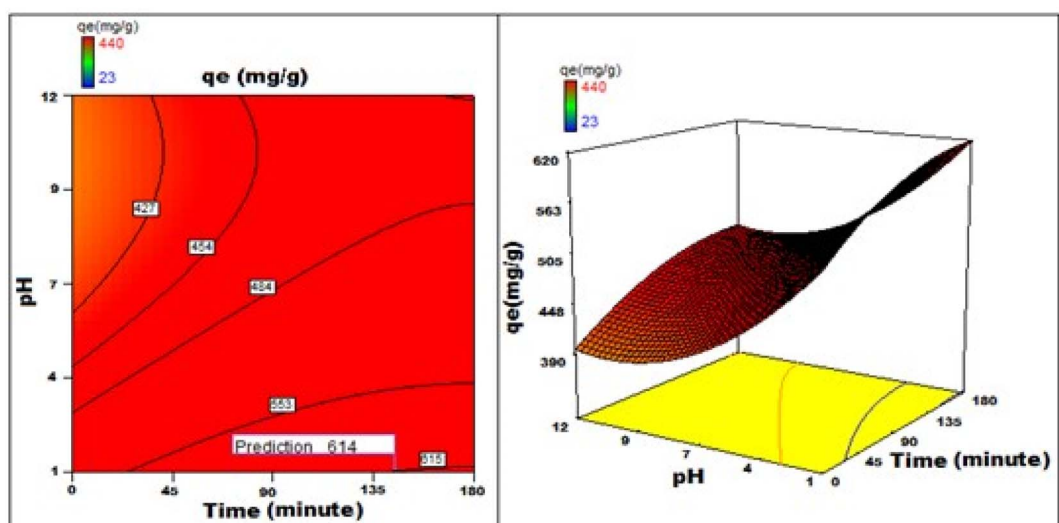 qe(mg/g)
440
23
qe (mg/g)
12
9
7
4
1
pH
427
454
484
553
Prediction 614
615
0 45 90 135 180
Time (minute)
qe(mg/g)
440
23
620
563
505
448
390
qe(mg/g)
12 9 7 4 1
pH
0 45 90 135 180
Time (minute)